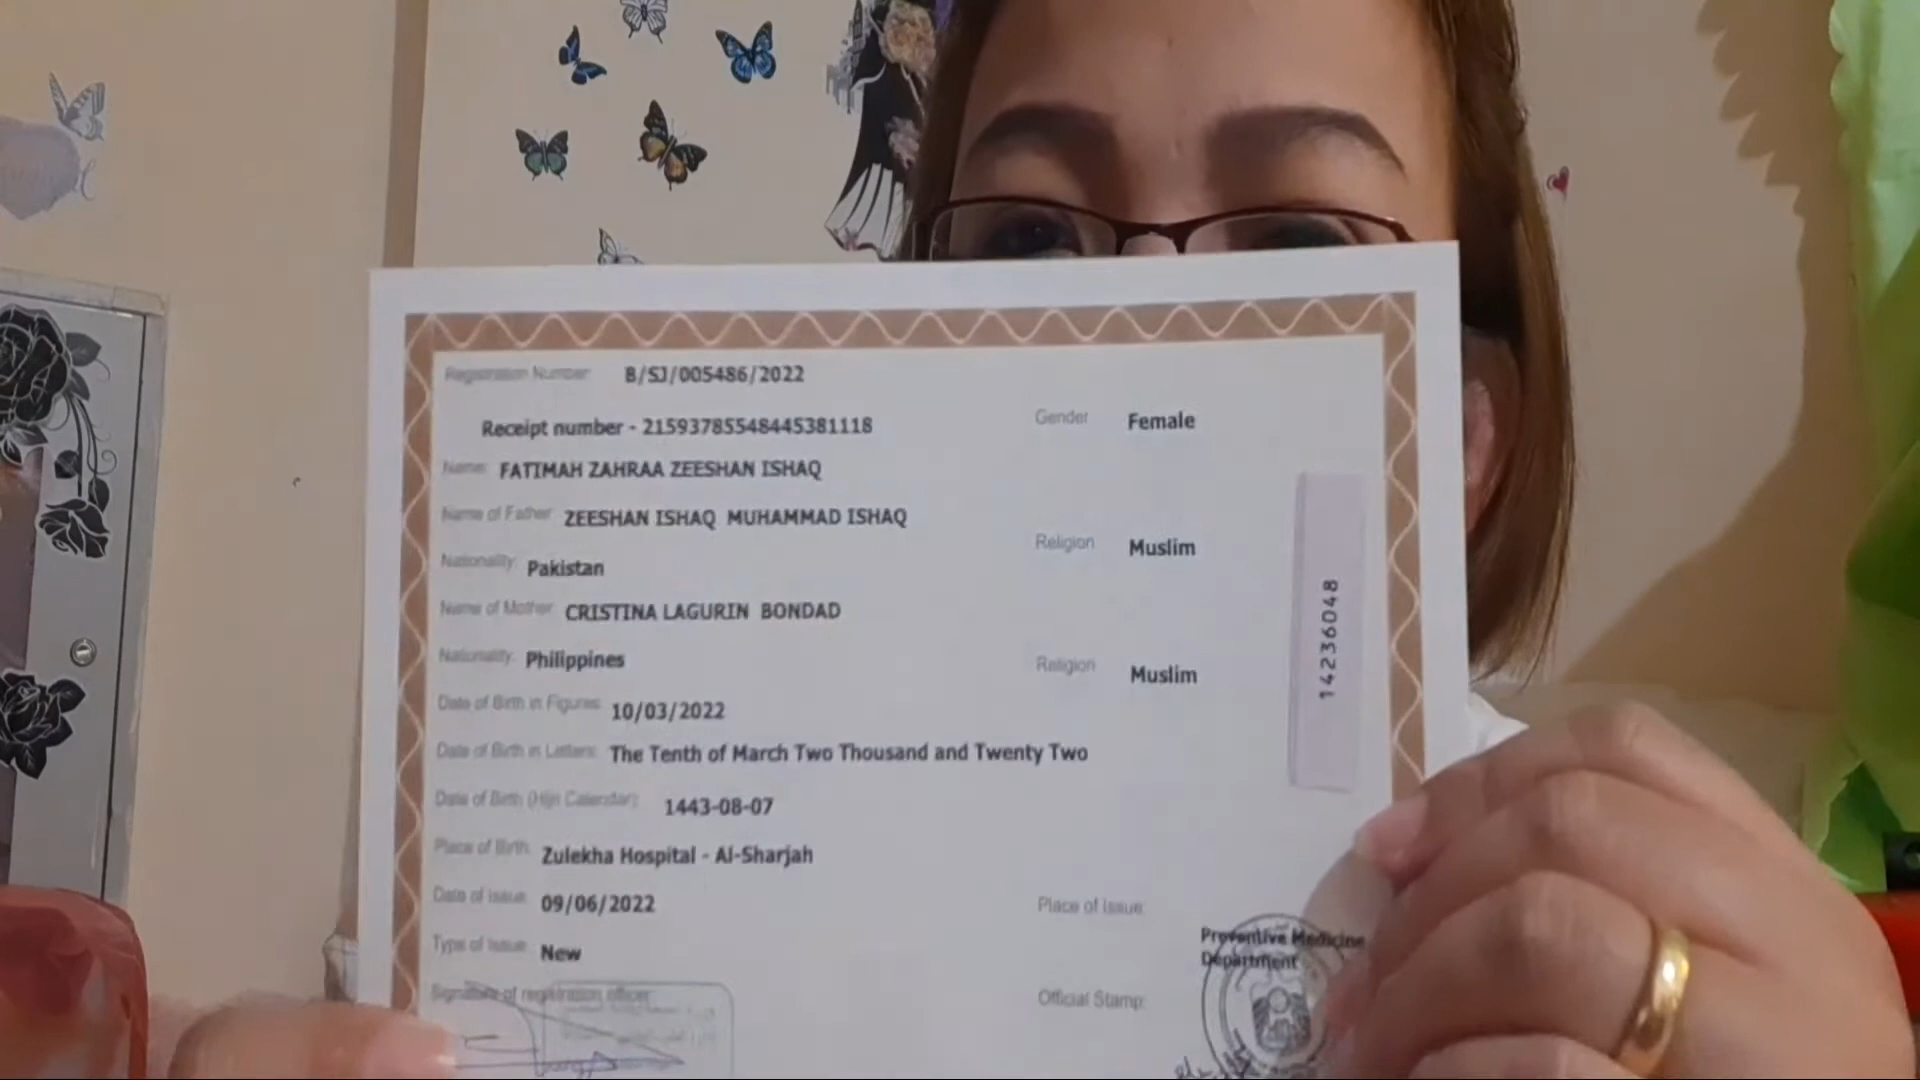 Registration Number: B/SJ/005486/2022
Receipt number - 21593785548445381118
Gender Female
Name: FATIMAH ZAHRAA ZEESHAN ISHAQ
Name of Father: ZEESHAN ISHAQ MUHAMMAD ISHAQ
Religion Muslim
Nationality: Pakistan
Name of Mother: CRISTINA LAGURIN BONDAD
Nationality: Philippines
Religion Muslim
Date of Birth in Figures: 10/03/2022
Date of Birth in Letters: The Tenth of March Two Thousand and Twenty Two
Date of Birth (Hijri Calendar): 1443-08-07
Place of Birth: Zulekha Hospital - Al-Sharjah
Date of Issue: 09/06/2022
Place of Issue:
Preventive Medicine
Department
Type of Issue: New
Signature of registration officer:
Official Stamp:
14236048